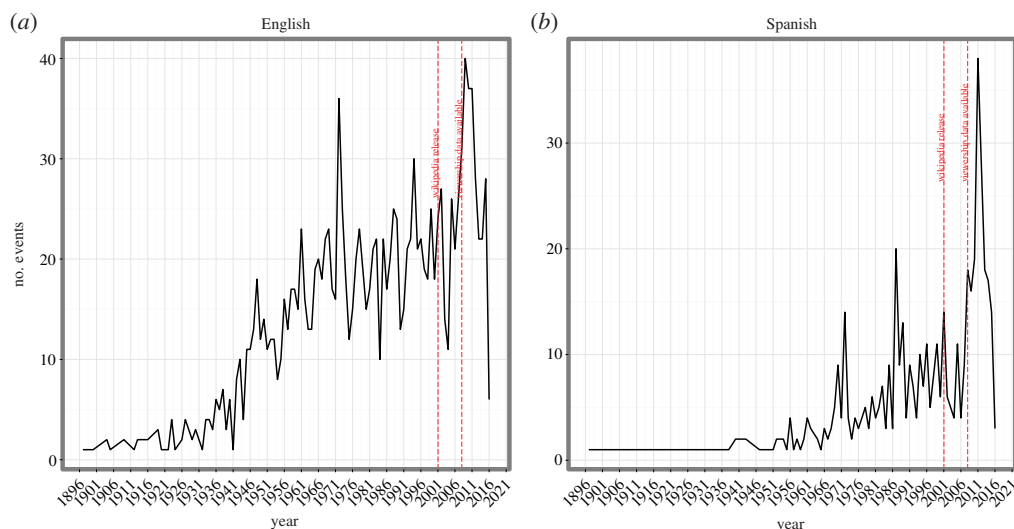 (a) English
no. events
40
30
20
10
0
wikipedia release
viewership data available
1896 1901 1906 1911 1916 1921 1926 1931 1936 1941 1946 1951 1956 1961 1966 1971 1976 1981 1986 1991 1996 2001 2006 2011 2016 2021
year
(b) Spanish
30
20
10
0
wikipedia release
viewership data available
1896 1901 1906 1911 1916 1921 1926 1931 1936 1941 1946 1951 1956 1961 1966 1971 1976 1981 1986 1991 1996 2001 2006 2011 2016 2021
year